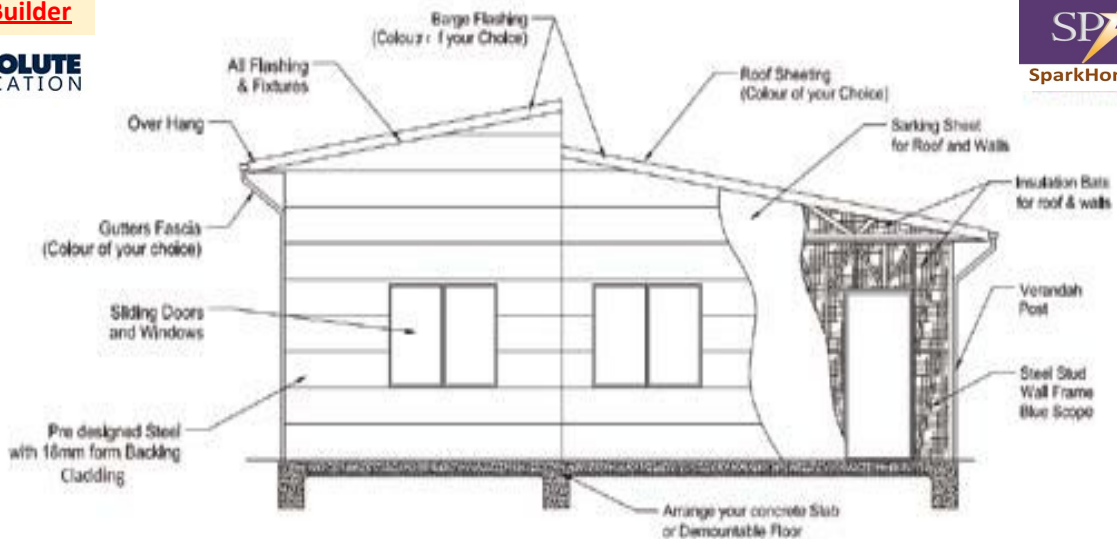 Builder
OLUTE
CATION
SPA
SparkHom
Barge Flashing
(Colour of your Choice)
All Flashing
& Fixtures
Over Hang
Gutters Fascia
(Colour of your choice)
Sliding Doors
and Windows
Pre designed Steel
with 16mm form Backing
Cladding
Roof Sheeting
(Colour of your Choice)
Sarking Sheet
for Roof and Walls
Insulation Bats
for roof & walls
Verandah
Post
Steel Stud
Wall Frame
Blue Scope
Arrange your concrete Slab
or Demountable Floor